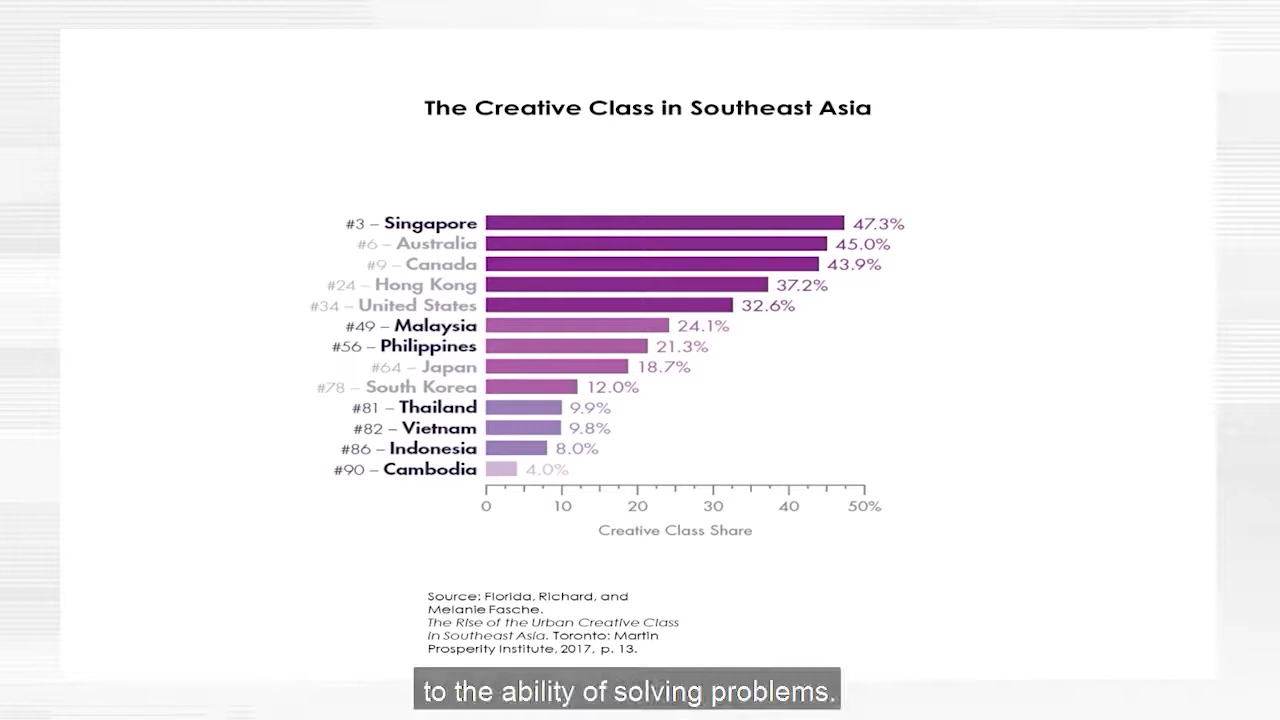 The Creative Class in Southeast Asia
#3 – Singapore 47.3%
#6 – Australia 45.0%
#9 – Canada 43.9%
#24 – Hong Kong 37.2%
#34 – United States 32.6%
#49 – Malaysia 24.1%
#56 – Philippines 21.3%
#64 – Japan 18.7%
#78 – South Korea 12.0%
#81 – Thailand 9.9%
#82 – Vietnam 9.8%
#86 – Indonesia 8.0%
#90 – Cambodia 4.0%
0 10 20 30 40 50%
Creative Class Share
Source: Florida, Richard, and
Melanie Fasche.
The Rise of the Urban Creative Class
in Southeast Asia. Toronto: Martin
Prosperity Institute, 2017, p. 13.
to the ability of solving problems.